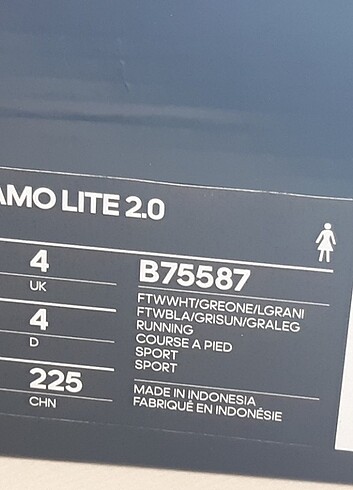 AMO LITE 2.0
4
UK
4
D
225
CHN
B75587
FTWWHT/GREONE/LGRANI
FTWBLA/GRISUN/GRALEG
RUNNING
COURSE A PIED
SPORT
SPORT
MADE IN INDONESIA
FABRIQUÉ EN INDONÉSIE